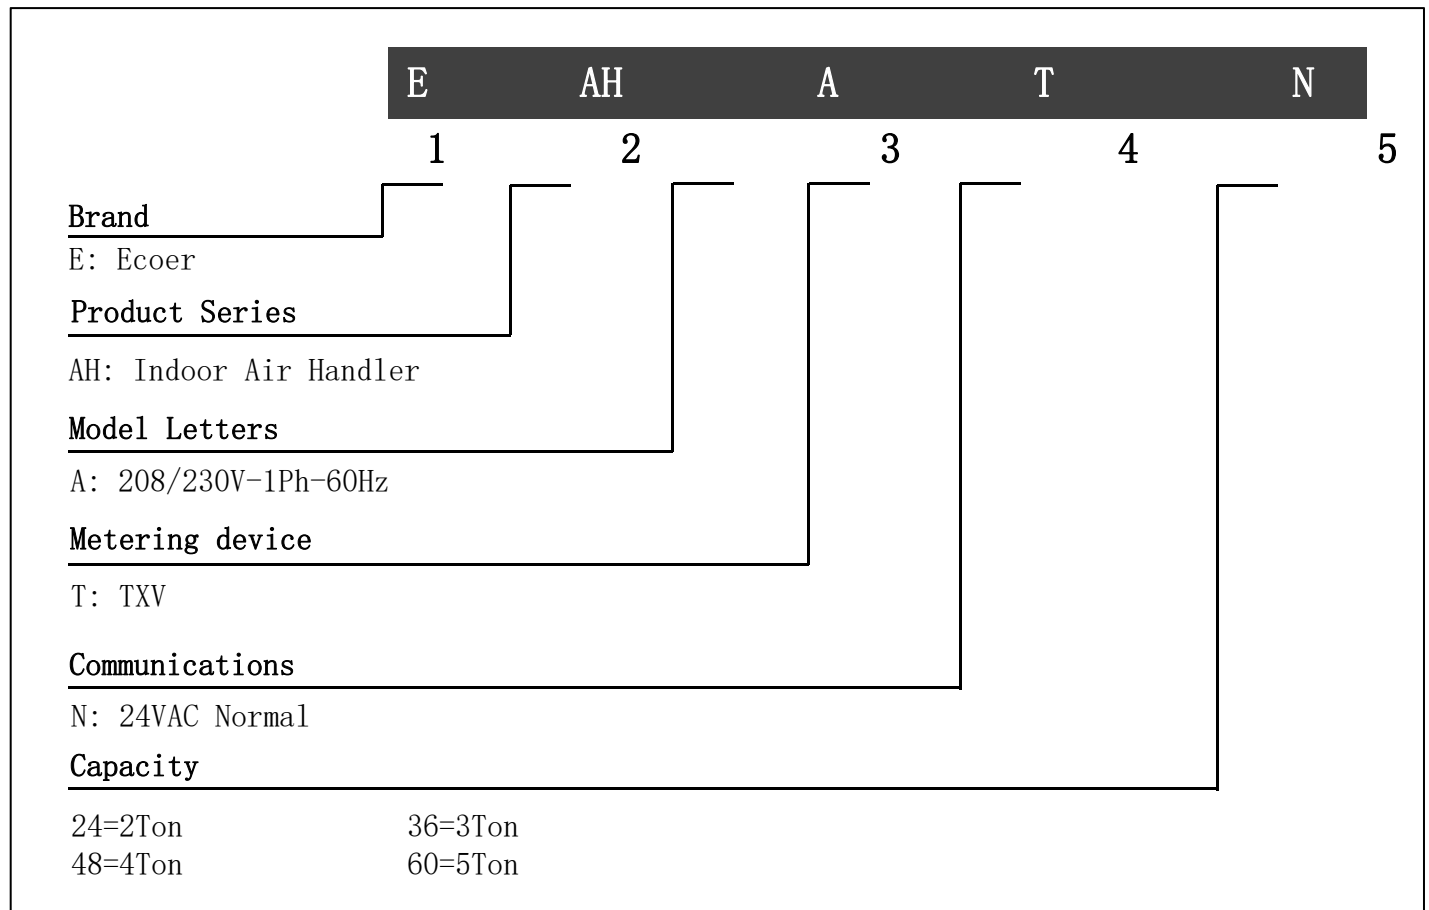 E AH A T N
1 2 3 4 5
Brand
E: Ecoer
Product Series
AH: Indoor Air Handler
Model Letters
A: 208/230V-1Ph-60Hz
Metering device
T: TXV
Communications
N: 24VAC Normal
Capacity
24=2Ton 36=3Ton
48=4Ton 60=5Ton